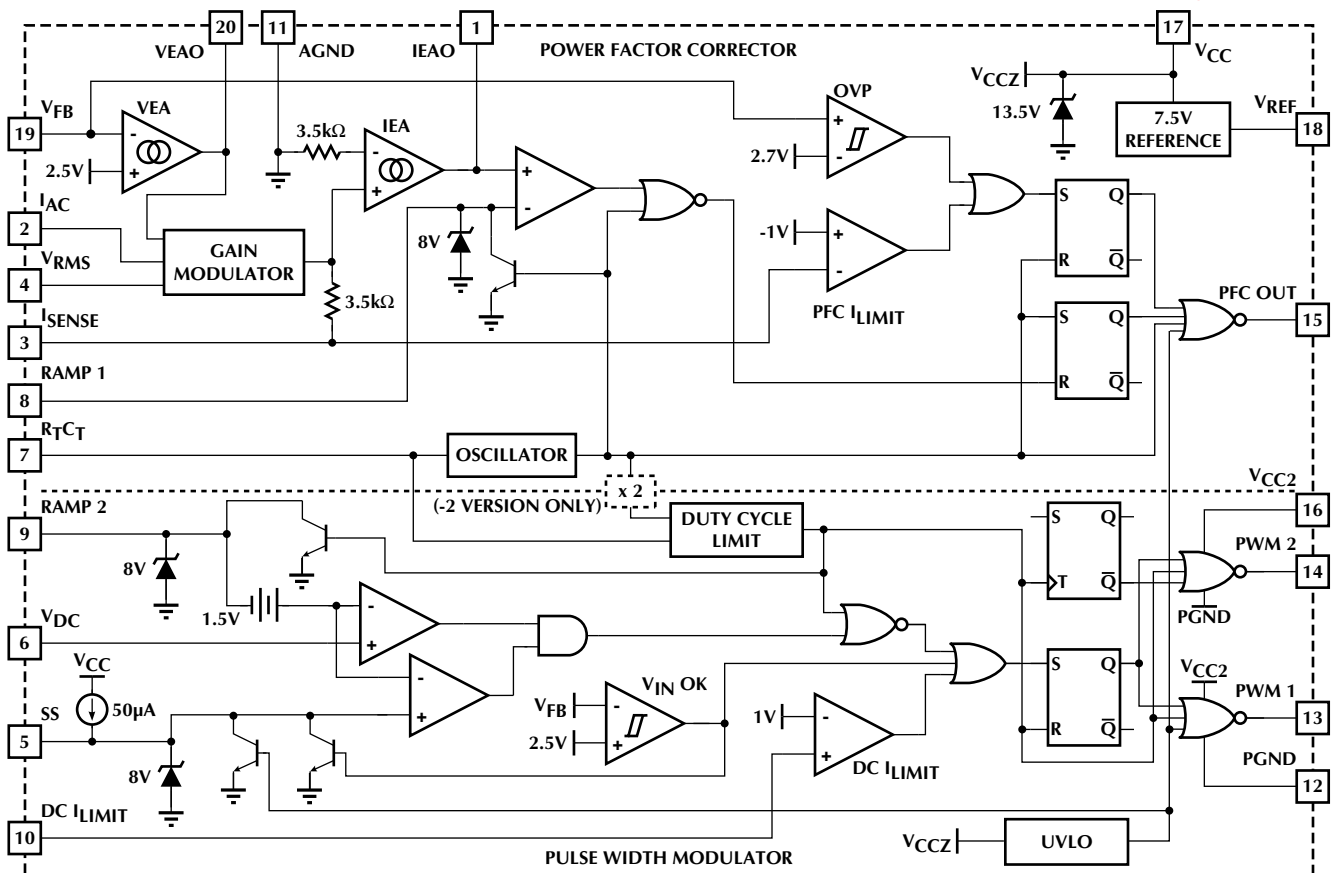 20
11
1
17
VEAO
AGND
IEAO
POWER FACTOR CORRECTOR
VCC
VCCZ
13.5V
7.5V
REFERENCE
VREF
18
VFB
19
VEA
-
+
2.5V
3.5kΩ
IEA
-
+
+
-
OVP
+
-
2.7V
S Q
R Q̅
IAC
2
GAIN
MODULATOR
VRMS
4
8V
-1V
+
-
PFC ILIMIT
3.5kΩ
ISENSE
3
S Q
R Q̅
PFC OUT
15
RAMP 1
8
RTCT
7
OSCILLATOR
x 2
(-2 VERSION ONLY)
VCC2
16
RAMP 2
9
DUTY CYCLE
LIMIT
S Q
T Q̅
PWM 2
14
PGND
8V
1.5V
-
+
VDC
6
-
+
VCC
50µA
SS
5
8V
VIN OK
VFB
-
2.5V
+
1V
-
+
DC ILIMIT
S Q
R Q̅
VCC2
PWM 1
13
PGND
12
DC ILIMIT
10
VCCZ
UVLO
PULSE WIDTH MODULATOR